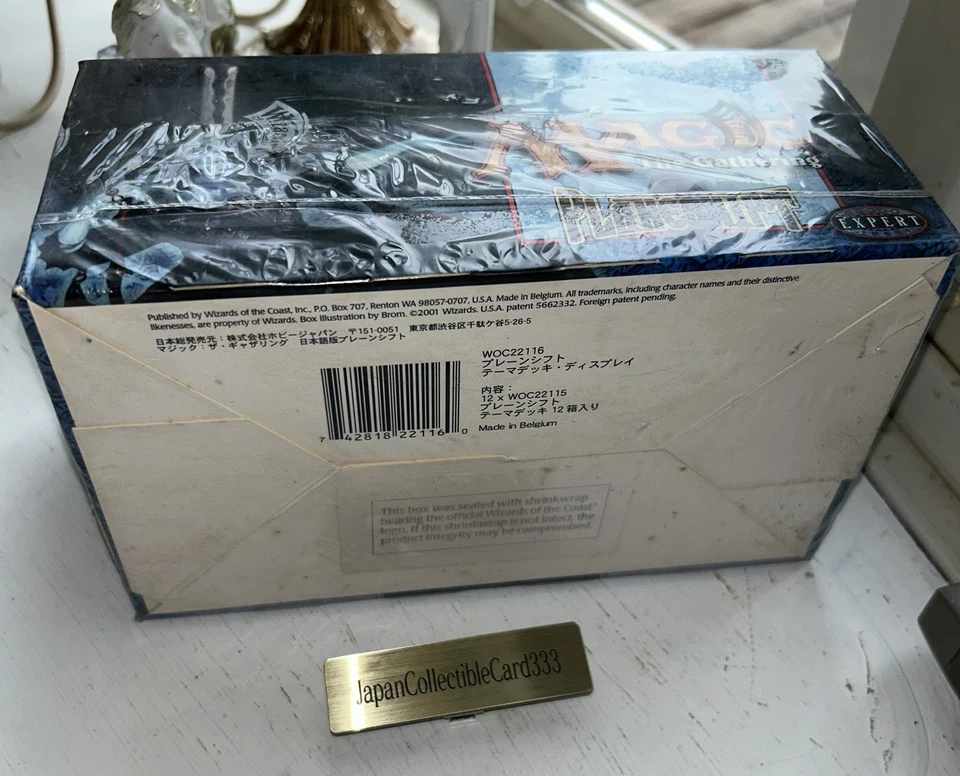 MAGIC
The Gathering
PLANESHIFT
EXPERT
Published by Wizards of the Coast, Inc., P.O. Box 707, Renton WA 98057-0707, U.S.A. Made in Belgium. All trademarks, including character names and their distinctive
likenesses, are property of Wizards. Box illustration by Brom. ©2001 Wizards. U.S.A. patent 5662332. Foreign patent pending.
日本総発売元：株式会社ホビージャパン 〒151-0051 東京都渋谷区千駄ケ谷5-26-5
マジック：ザ・ギャザリング 日本語版プレーンシフト
WOC22116
プレーンシフト
テーマデッキ・ディスプレイ
内容：
12 x WOC22115
プレーンシフト
テーマデッキ 12 箱入り
Made in Belgium
7 42818 22116 0
This box was sealed with shrinkwrap
bearing the official Wizards of the Coast®
logo. If this shrinkwrap is not intact, the
product integrity may be compromised.
JapanCollectibleCard333